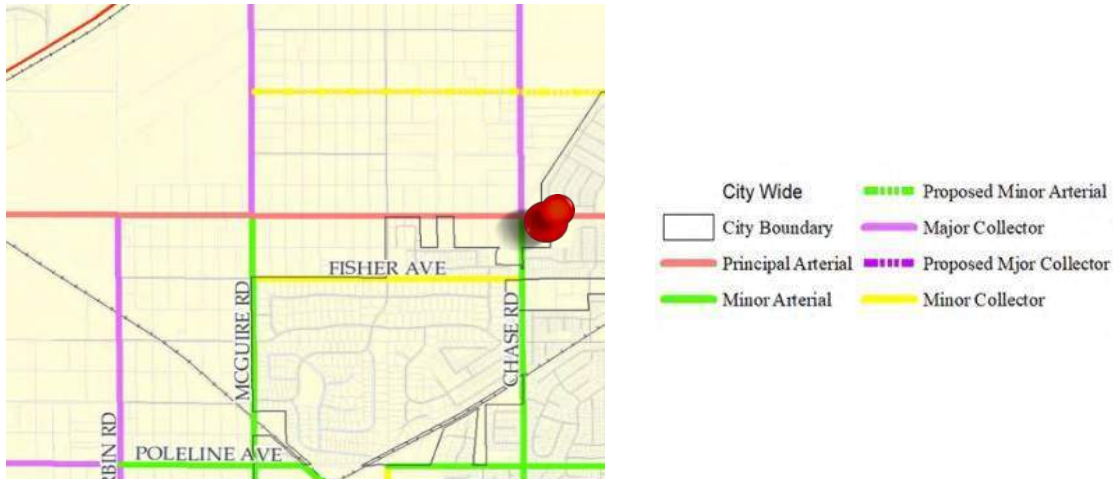 FISHER AVE
MCGUIRE RD
CHASE RD
RBIN RD
POLELINE AVE
City Wide
City Boundary
Principal Arterial
Minor Arterial
Proposed Minor Arterial
Major Collector
Proposed Mjor Collector
Minor Collector